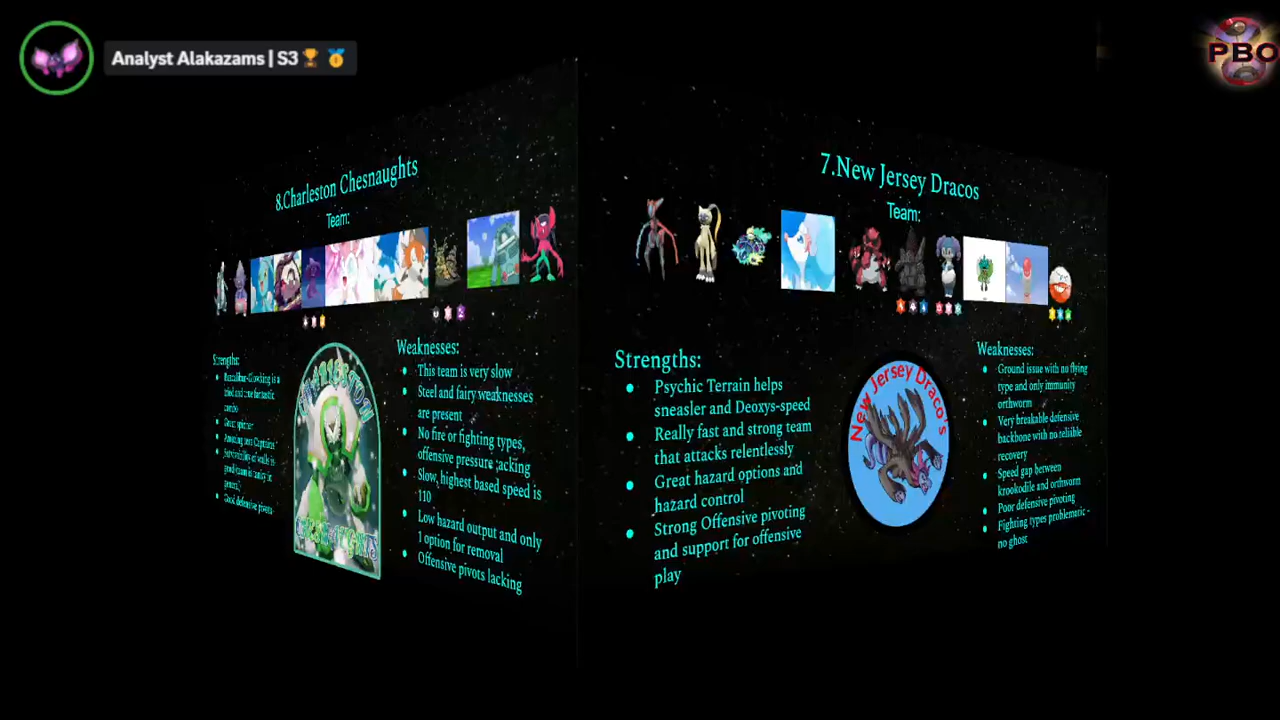 Analyst Alakazams | S3
PBO
8.Charleston Chesnaughts
Team:
Strengths:
combo
Good defensive pivots
Weaknesses:
This team is very slow
Steel and fairy weaknesses
are present
No fire or fighting types,
offensive pressure lacking
Slow, highest based speed is
110
Low hazard output and only
1 option for removal
Offensive pivots lacking
7.New Jersey Dracos
Team:
Strengths:
Psychic Terrain helps
sneasler and Deoxys-speed
Really fast and strong team
that attacks relentlessly
Great hazard options and
hazard control
Strong Offensive pivoting
and support for offensive
play
New Jersey Draco's
Weaknesses:
Ground issue with no flying
type and only immunity
orthworm
Very breakable defensive
backbone with no reliible
recovery
Speed gap between
krookodile and orthworm
Poor defensive pivoting
Fighting types problematic -
no ghost